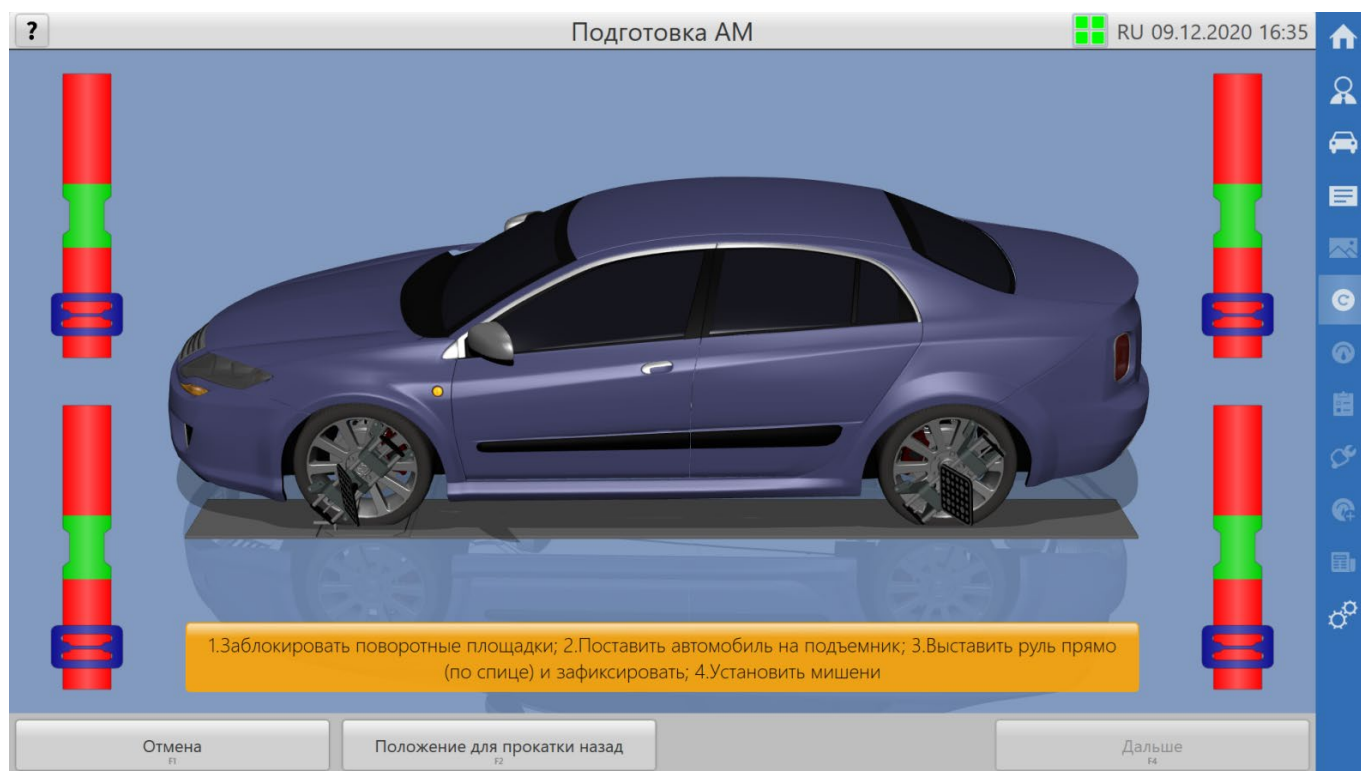 ?
Подготовка АМ
RU 09.12.2020 16:35
C
1.Заблокировать поворотные площадки; 2.Поставить автомобиль на подъемник; 3.Выставить руль прямо
(по спице) и зафиксировать; 4.Установить мишени
Отмена
F1
Положение для прокатки назад
F2
Дальше
F4